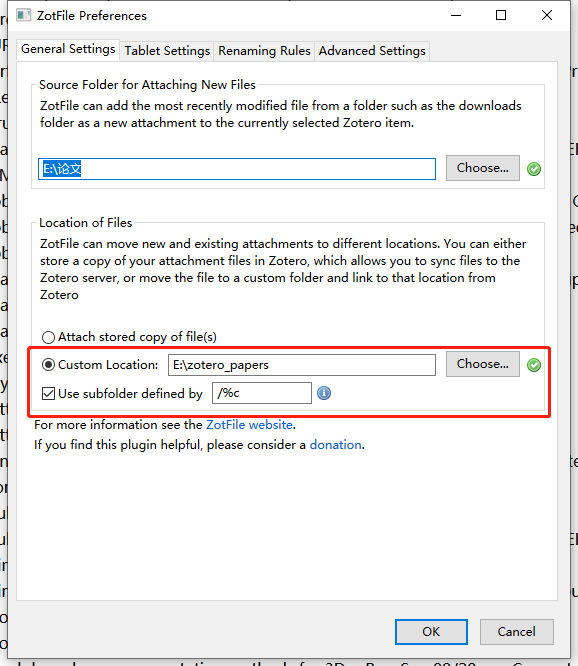 ZotFile Preferences
General Settings Tablet Settings Renaming Rules Advanced Settings
Source Folder for Attaching New Files
ZotFile can add the most recently modified file from a folder such as the downloads
folder as a new attachment to the currently selected Zotero item.
E:\论文 Choose...
Location of Files
ZotFile can move new and existing attachments to different locations. You can either
store a copy of your attachment files in Zotero, which allows you to sync files to the
Zotero server, or move the file to a custom folder and link to that location from
Zotero
Attach stored copy of file(s)
Custom Location: E:\zotero_papers Choose...
Use subfolder defined by /%c
For more information see the ZotFile website.
If you find this plugin helpful, please consider a donation.
OK Cancel